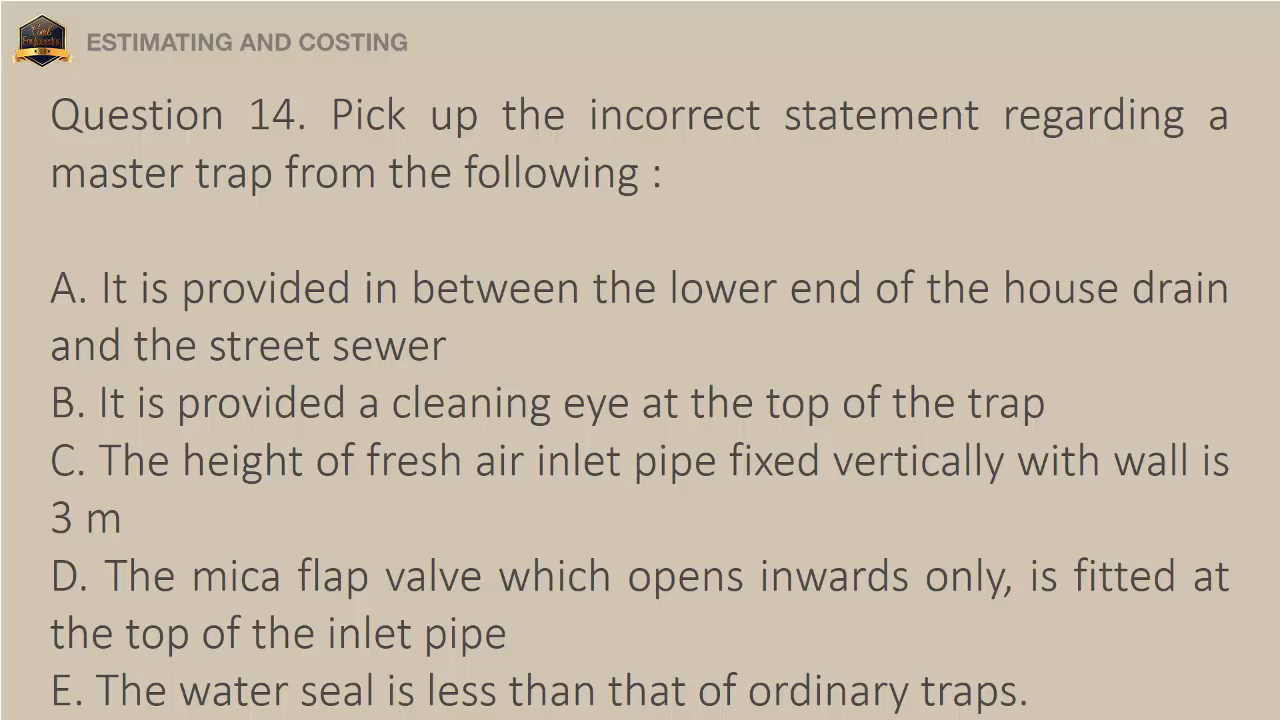 Civil
Engineering
ESTIMATING AND COSTING
Question 14. Pick up the incorrect statement regarding a
master trap from the following :
A. It is provided in between the lower end of the house drain
and the street sewer
B. It is provided a cleaning eye at the top of the trap
C. The height of fresh air inlet pipe fixed vertically with wall is
3 m
D. The mica flap valve which opens inwards only, is fitted at
the top of the inlet pipe
E. The water seal is less than that of ordinary traps.